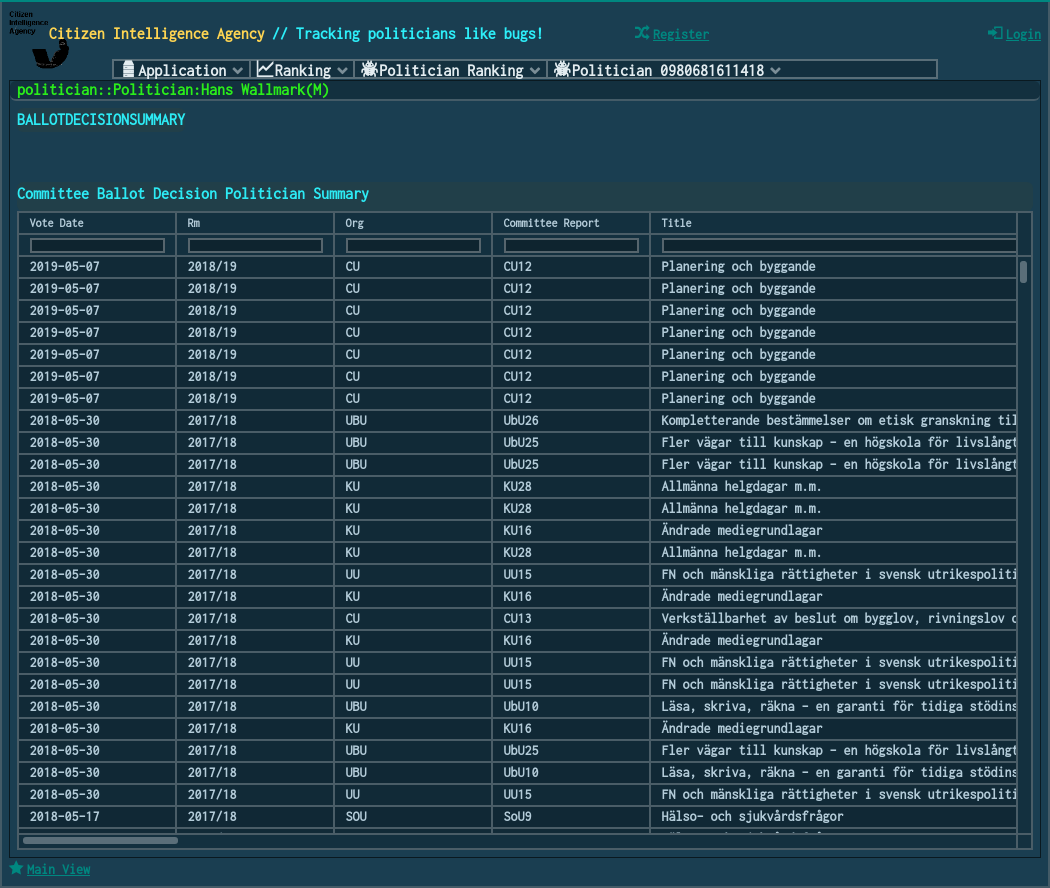 Citizen
Intelligence
Agency
Citizen Intelligence Agency // Tracking politicians like bugs!
Register
Login
Application Ranking Politician Ranking Politician 0980681611418
politician::Politician:Hans Wallmark(M)
BALLOTDECISIONSUMMARY
Committee Ballot Decision Politician Summary
Vote Date Rm Org Committee Report Title
2019-05-07 2018/19 CU CU12 Planering och byggande
2019-05-07 2018/19 CU CU12 Planering och byggande
2019-05-07 2018/19 CU CU12 Planering och byggande
2019-05-07 2018/19 CU CU12 Planering och byggande
2019-05-07 2018/19 CU CU12 Planering och byggande
2019-05-07 2018/19 CU CU12 Planering och byggande
2019-05-07 2018/19 CU CU12 Planering och byggande
2018-05-30 2017/18 UBU UbU26 Kompletterande bestämmelser om etisk granskning til
2018-05-30 2017/18 UBU UbU25 Fler vägar till kunskap – en högskola för livslångt
2018-05-30 2017/18 UBU UbU25 Fler vägar till kunskap – en högskola för livslångt
2018-05-30 2017/18 KU KU28 Allmänna helgdagar m.m.
2018-05-30 2017/18 KU KU28 Allmänna helgdagar m.m.
2018-05-30 2017/18 KU KU16 Ändrade mediegrundlagar
2018-05-30 2017/18 KU KU28 Allmänna helgdagar m.m.
2018-05-30 2017/18 UU UU15 FN och mänskliga rättigheter i svensk utrikespoliti
2018-05-30 2017/18 KU KU16 Ändrade mediegrundlagar
2018-05-30 2017/18 CU CU13 Verkställbarhet av beslut om bygglov, rivningslov o
2018-05-30 2017/18 KU KU16 Ändrade mediegrundlagar
2018-05-30 2017/18 UU UU15 FN och mänskliga rättigheter i svensk utrikespoliti
2018-05-30 2017/18 UU UU15 FN och mänskliga rättigheter i svensk utrikespoliti
2018-05-30 2017/18 UBU UbU10 Läsa, skriva, räkna – en garanti för tidiga stödins
2018-05-30 2017/18 KU KU16 Ändrade mediegrundlagar
2018-05-30 2017/18 UBU UbU25 Fler vägar till kunskap – en högskola för livslångt
2018-05-30 2017/18 UBU UbU10 Läsa, skriva, räkna – en garanti för tidiga stödins
2018-05-30 2017/18 UU UU15 FN och mänskliga rättigheter i svensk utrikespoliti
2018-05-17 2017/18 SOU SoU9 Hälso- och sjukvårdsfrågor
Main View